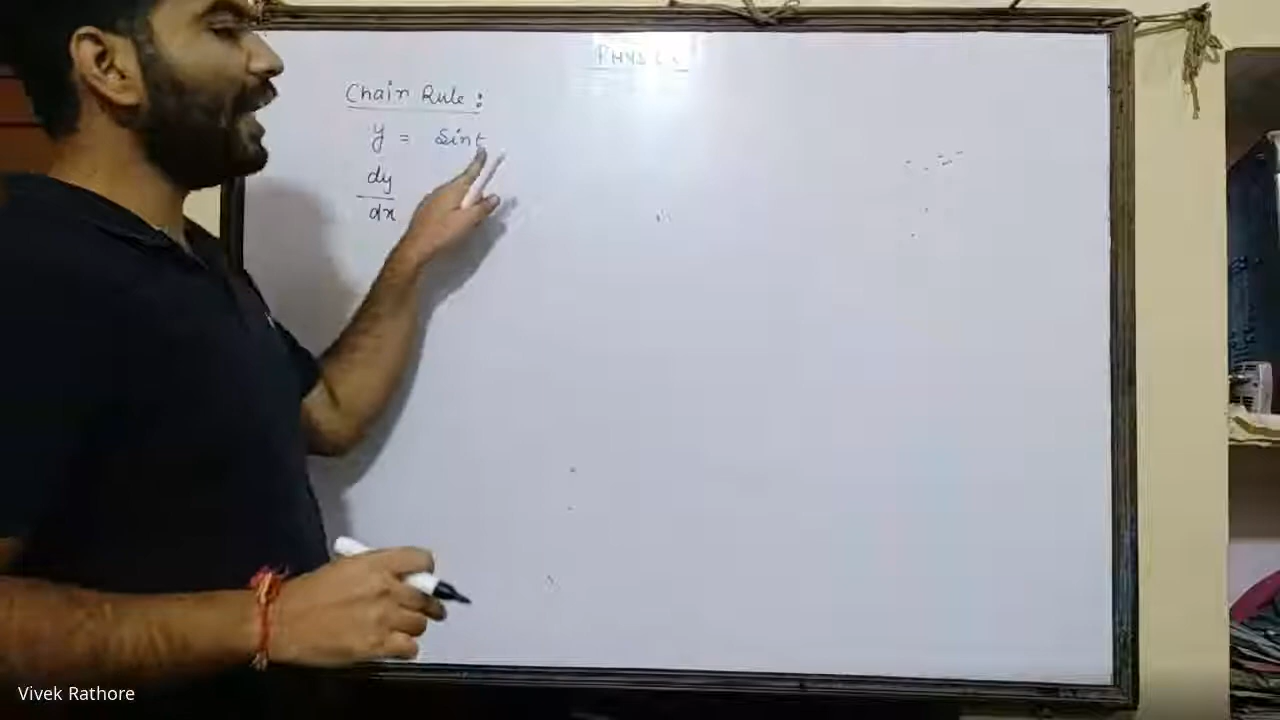 PHYSICS
Chain Rule :
y = Sint
dy
dx
Vivek Rathore